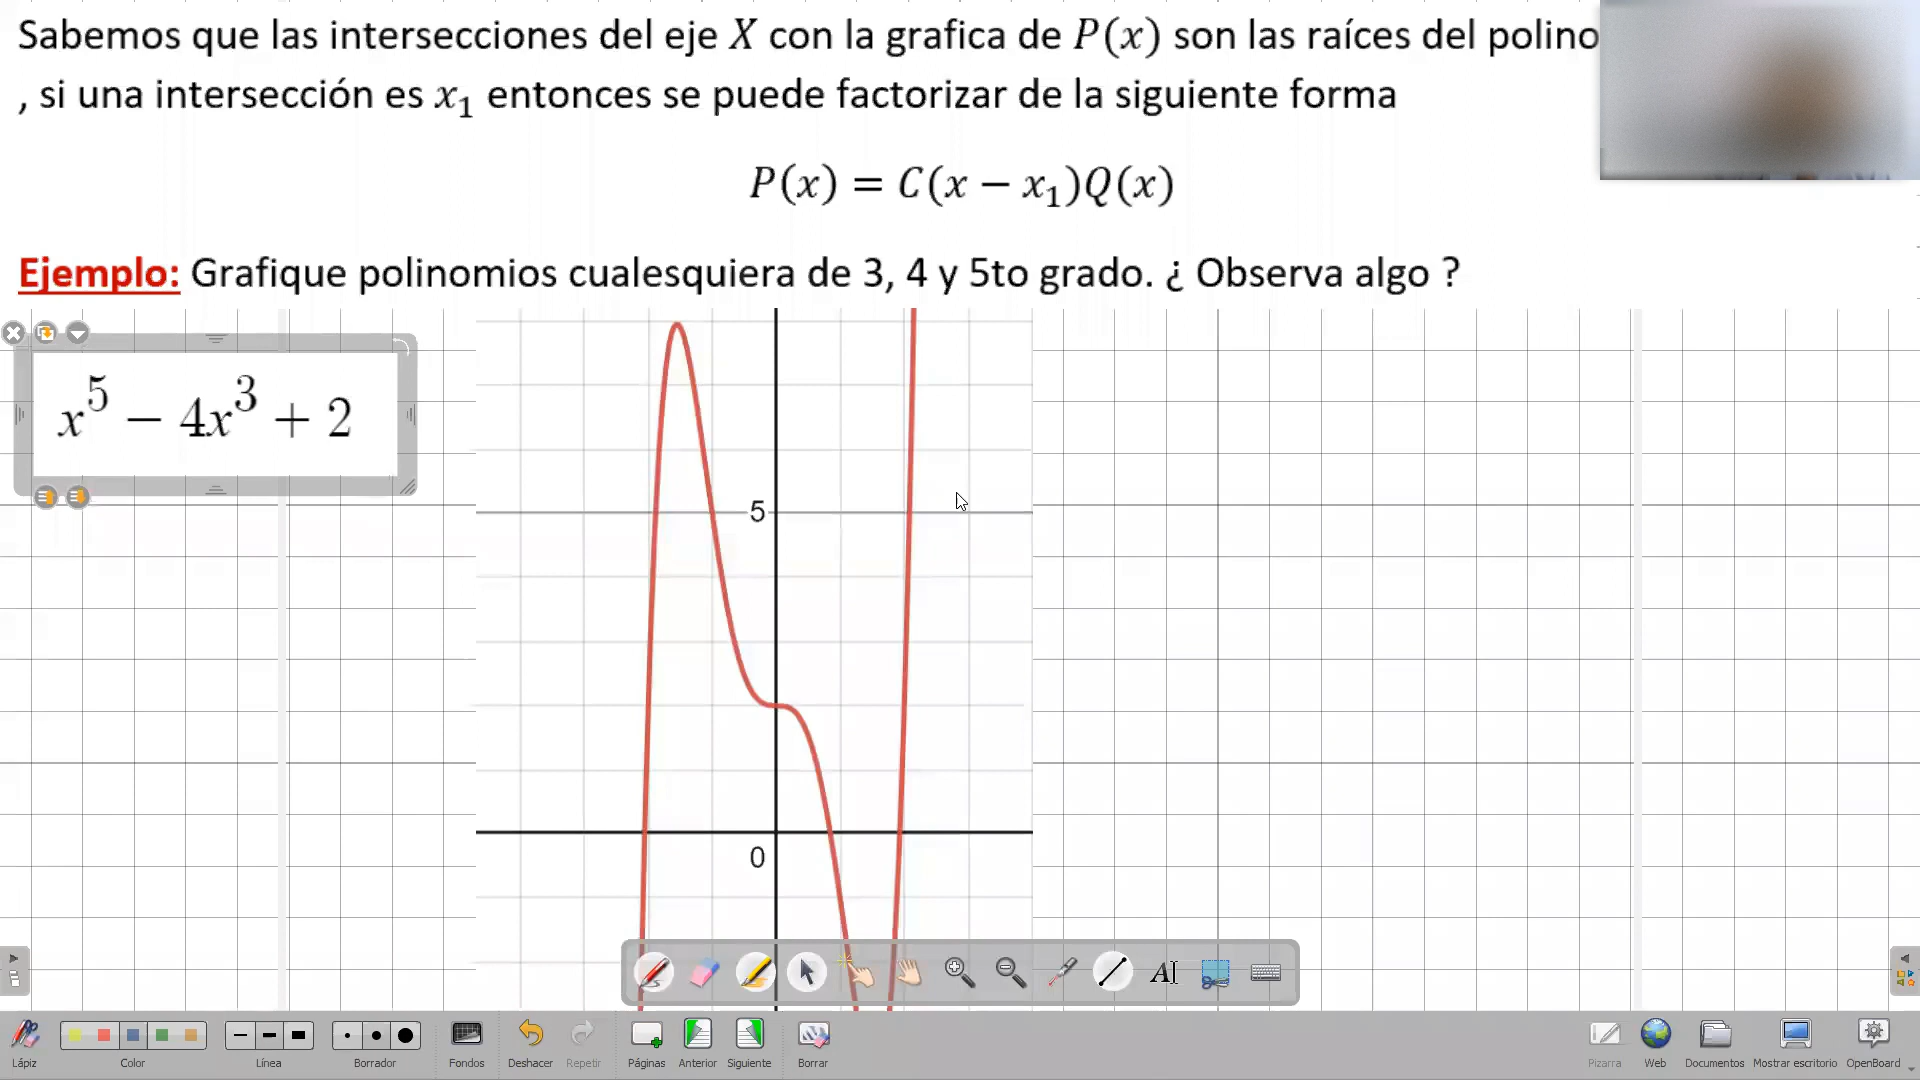 Sabemos que las intersecciones del eje X con la grafica de P(x) son las raíces del polino
, si una intersección es x₁ entonces se puede factorizar de la siguiente forma
P(x) = C(x − x₁)Q(x)
Ejemplo: Grafique polinomios cualesquiera de 3, 4 y 5to grado. ¿ Observa algo ?
x⁵ − 4x³ + 2
5
0
AI
Lápiz Color Línea Borrador Fondos Deshacer Repetir Páginas Anterior Siguiente Borrar Pizarra Web Documentos Mostrar escritorio OpenBoard